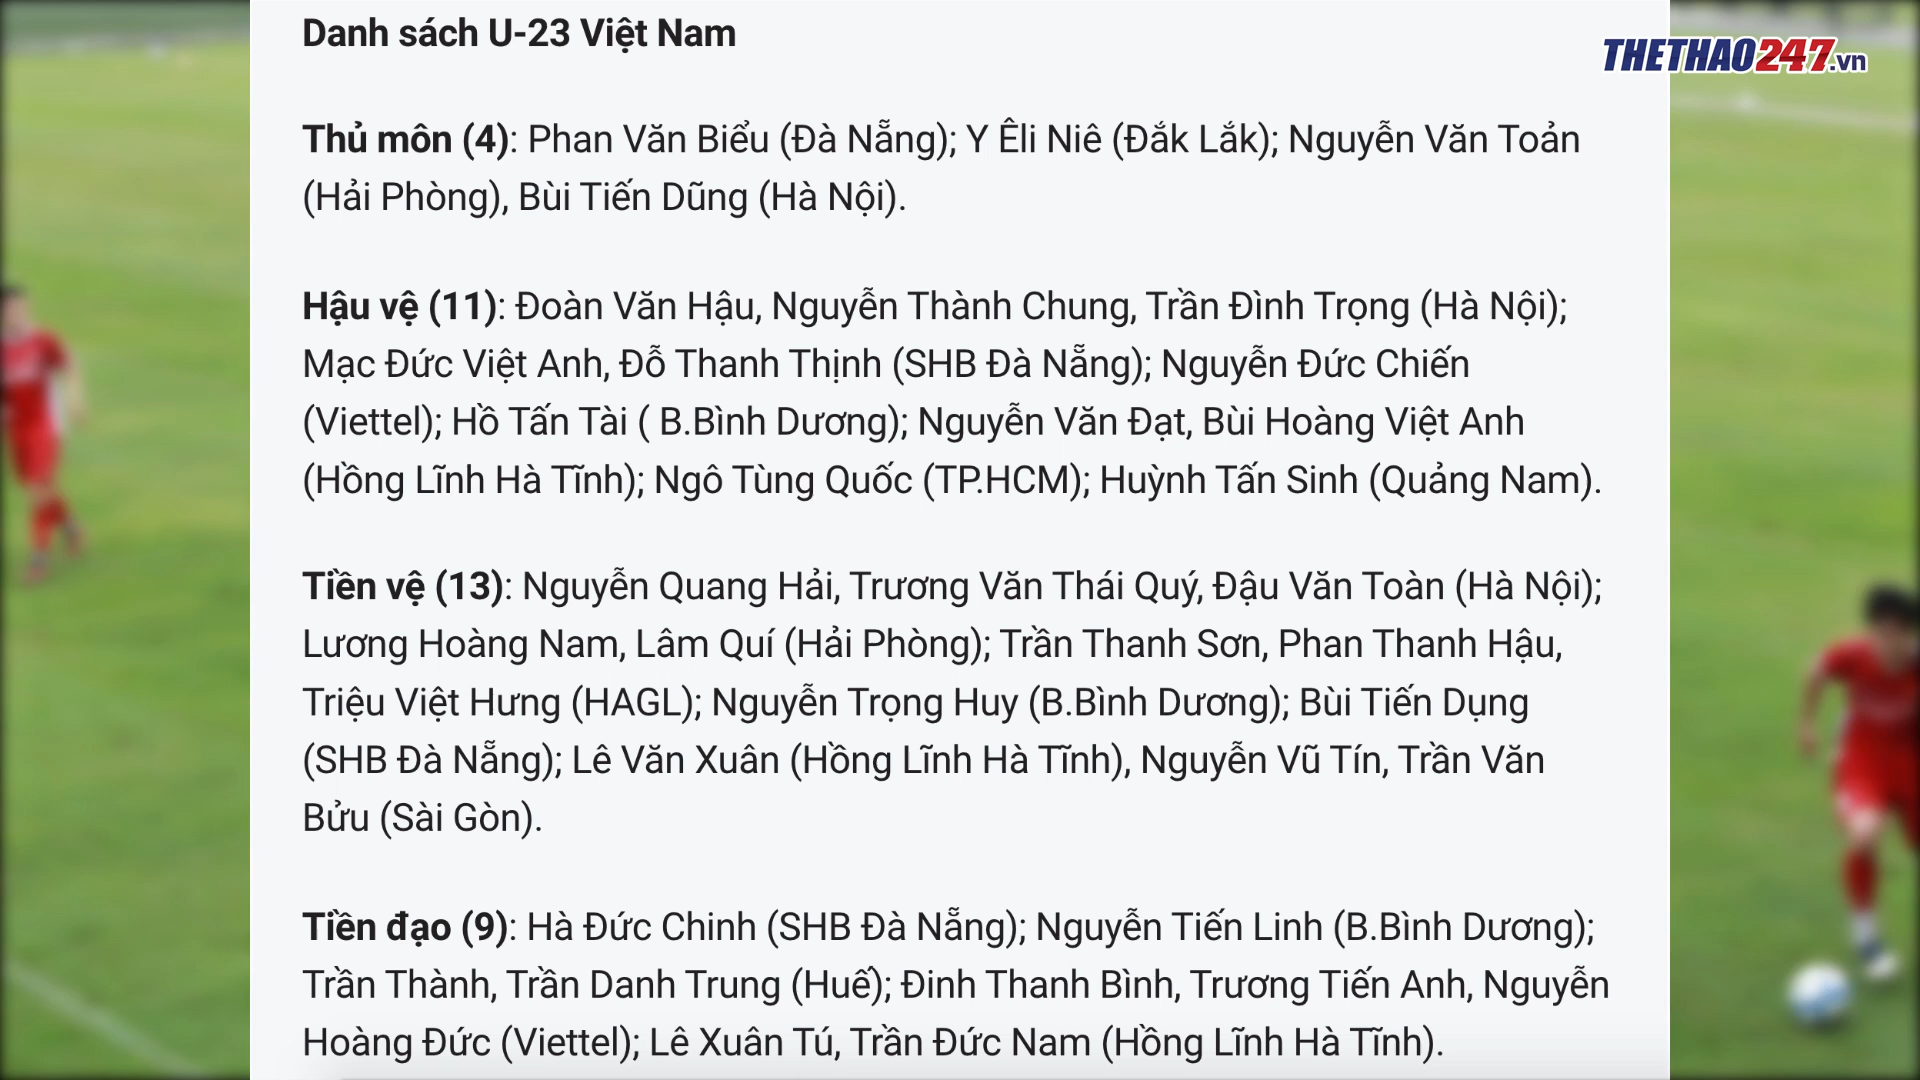 Danh sách U-23 Việt Nam
THETHAO247.vn
Thủ môn (4): Phan Văn Biểu (Đà Nẵng); Y Êli Niê (Đắk Lắk); Nguyễn Văn Toản
(Hải Phòng), Bùi Tiến Dũng (Hà Nội).
Hậu vệ (11): Đoàn Văn Hậu, Nguyễn Thành Chung, Trần Đình Trọng (Hà Nội);
Mạc Đức Việt Anh, Đỗ Thanh Thịnh (SHB Đà Nẵng); Nguyễn Đức Chiến
(Viettel); Hồ Tấn Tài ( B.Bình Dương); Nguyễn Văn Đạt, Bùi Hoàng Việt Anh
(Hồng Lĩnh Hà Tĩnh); Ngô Tùng Quốc (TP.HCM); Huỳnh Tấn Sinh (Quảng Nam).
Tiền vệ (13): Nguyễn Quang Hải, Trương Văn Thái Quý, Đậu Văn Toàn (Hà Nội);
Lương Hoàng Nam, Lâm Quí (Hải Phòng); Trần Thanh Sơn, Phan Thanh Hậu,
Triệu Việt Hưng (HAGL); Nguyễn Trọng Huy (B.Bình Dương); Bùi Tiến Dụng
(SHB Đà Nẵng); Lê Văn Xuân (Hồng Lĩnh Hà Tĩnh), Nguyễn Vũ Tín, Trần Văn
Bửu (Sài Gòn).
Tiền đạo (9): Hà Đức Chinh (SHB Đà Nẵng); Nguyễn Tiến Linh (B.Bình Dương);
Trần Thành, Trần Danh Trung (Huế); Đinh Thanh Bình, Trương Tiến Anh, Nguyễn
Hoàng Đức (Viettel); Lê Xuân Tú, Trần Đức Nam (Hồng Lĩnh Hà Tĩnh).